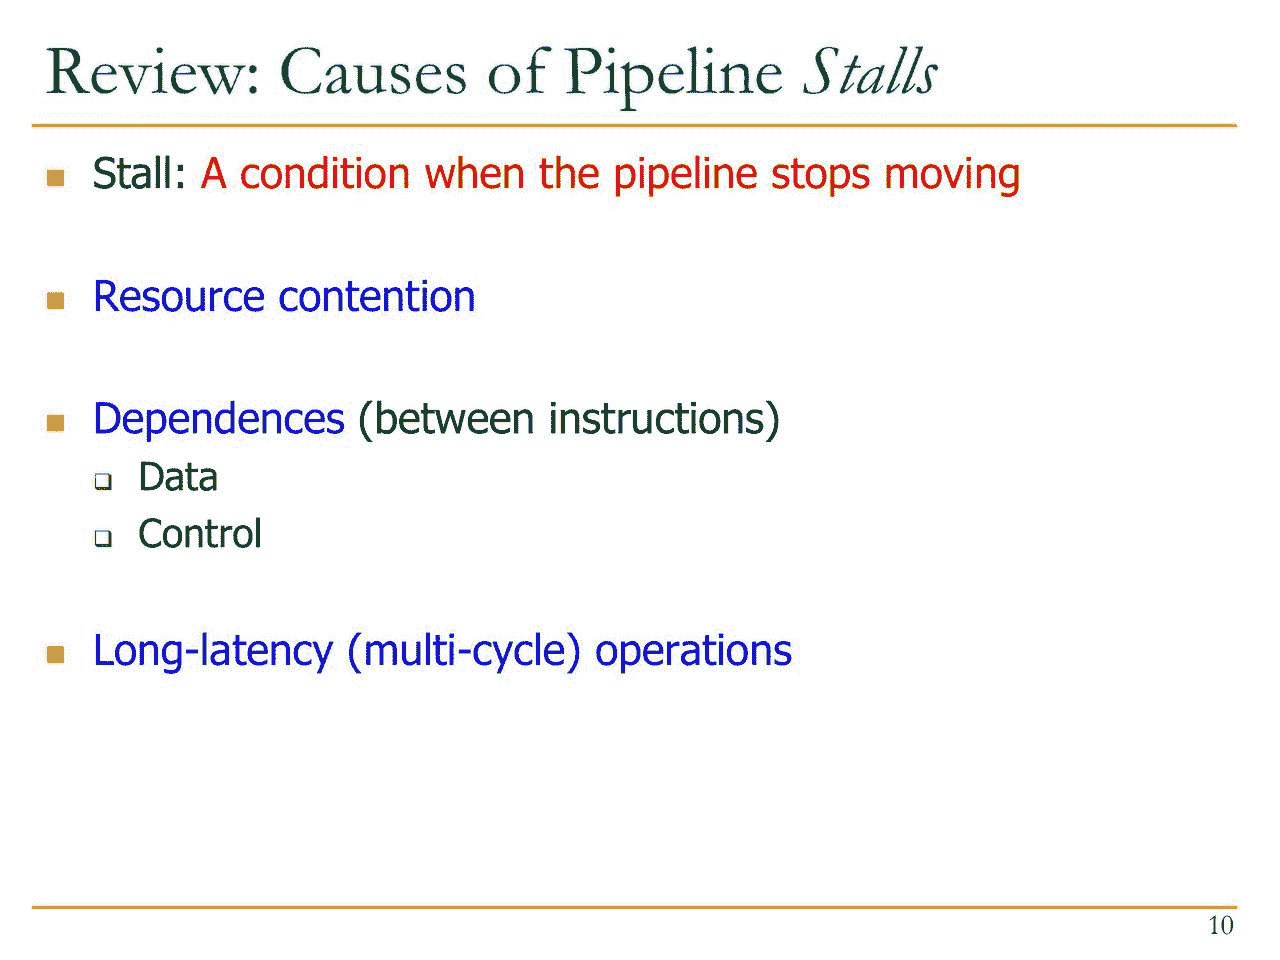 Review: Causes of Pipeline Stalls
Stall: A condition when the pipeline stops moving
Resource contention
Dependences (between instructions)
Data
Control
Long-latency (multi-cycle) operations
10